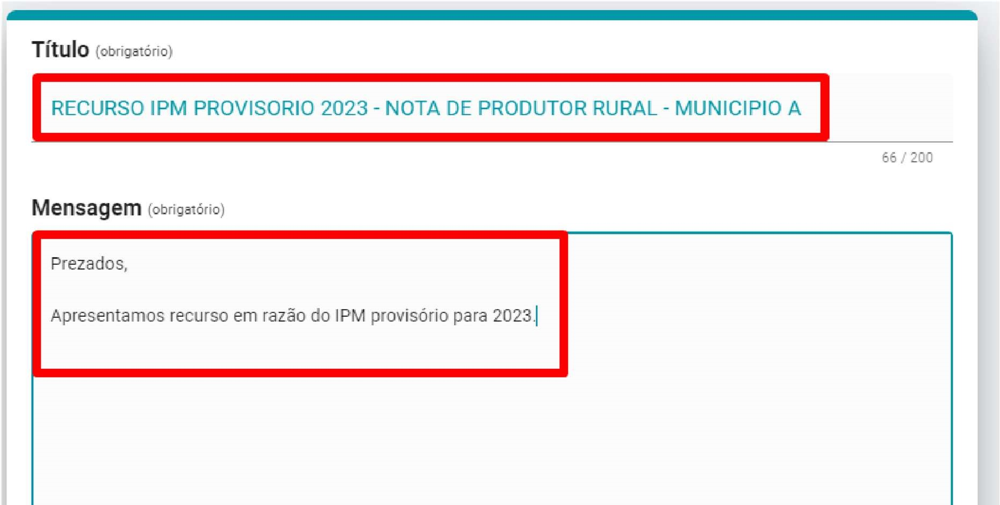 Título (obrigatório)
RECURSO IPM PROVISORIO 2023 - NOTA DE PRODUTOR RURAL - MUNICIPIO A
66 / 200
Mensagem (obrigatório)
Prezados,
Apresentamos recurso em razão do IPM provisório para 2023.